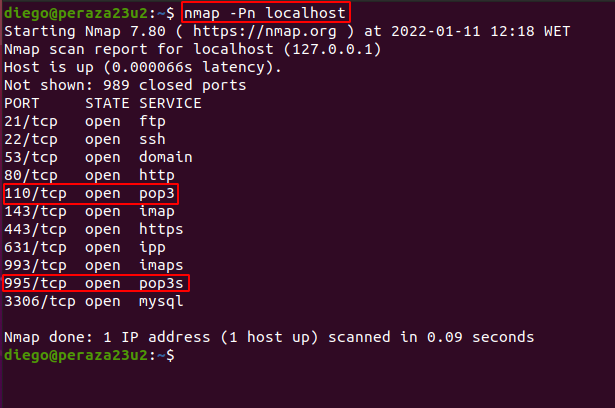 diego@peraza23u2:~$ nmap -Pn localhost
Starting Nmap 7.80 ( https://nmap.org ) at 2022-01-11 12:18 WET
Nmap scan report for localhost (127.0.0.1)
Host is up (0.000066s latency).
Not shown: 989 closed ports
PORT     STATE SERVICE
21/tcp   open  ftp
22/tcp   open  ssh
53/tcp   open  domain
80/tcp   open  http
110/tcp  open  pop3
143/tcp  open  imap
443/tcp  open  https
631/tcp  open  ipp
993/tcp  open  imaps
995/tcp  open  pop3s
3306/tcp open  mysql
Nmap done: 1 IP address (1 host up) scanned in 0.09 seconds
diego@peraza23u2:~$